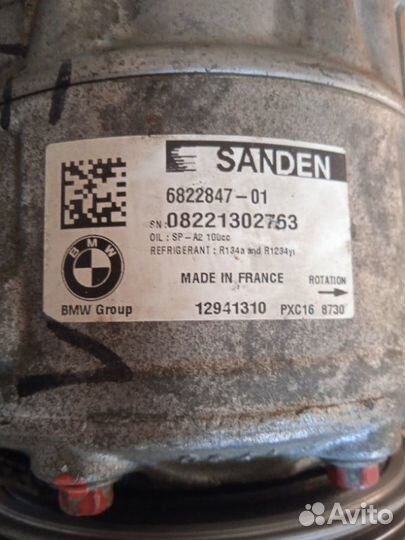 SANDEN
6822847-01
SN: 08221302763
OIL : SP-A2 100cc
REFRIGERANT : R134a and R1234yf
BMW
MADE IN FRANCE
ROTATION
BMW Group
12941310 PXC16 8730
Avito